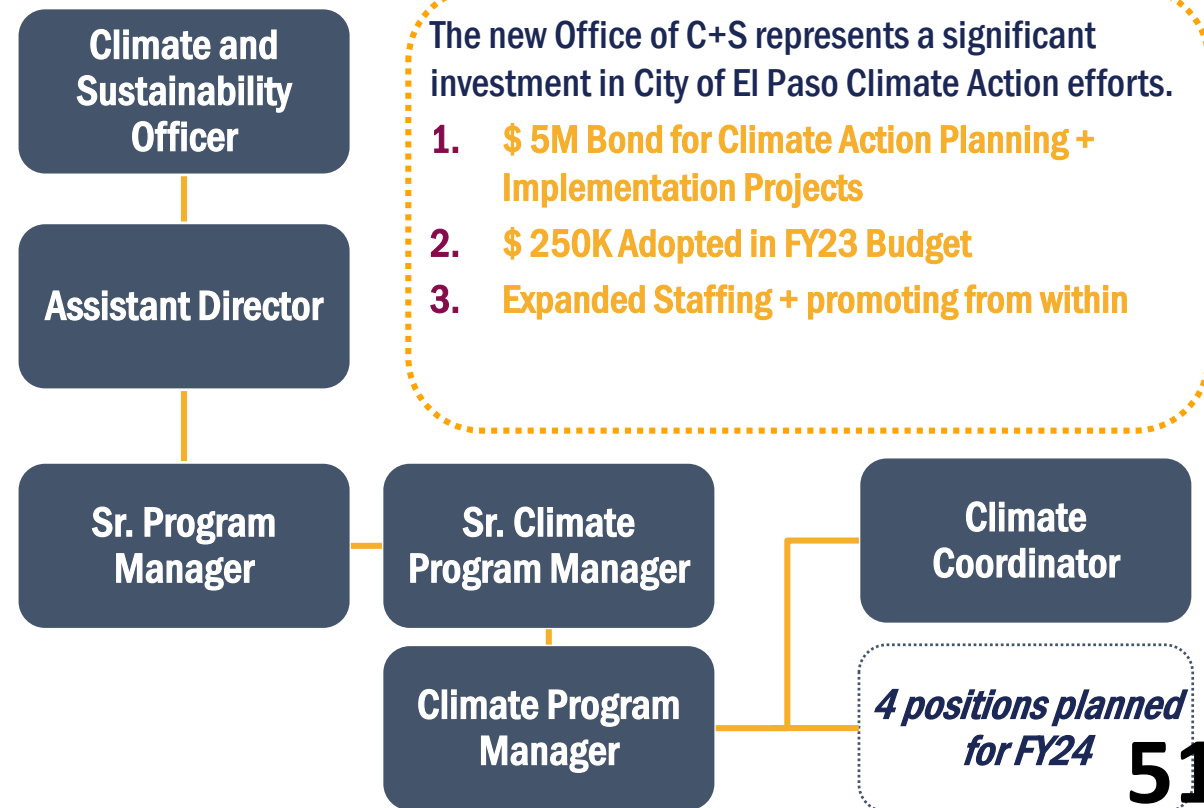 Climate and
Sustainability
Officer
The new Office of C+S represents a significant
investment in City of El Paso Climate Action efforts.
1. $ 5M Bond for Climate Action Planning +
Implementation Projects
2. $ 250K Adopted in FY23 Budget
3. Expanded Staffing + promoting from within
Assistant Director
Sr. Program
Manager
Sr. Climate
Program Manager
Climate
Coordinator
Climate Program
Manager
4 positions planned
for FY24
51